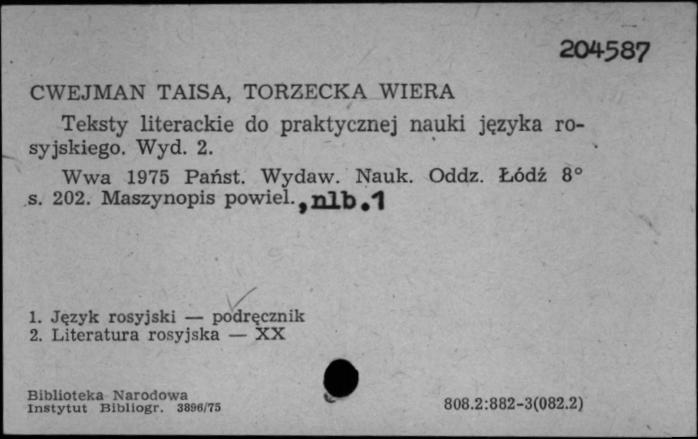 204587
CWEJMAN TAISA, TORZECKA WIERA
Teksty literackie do praktycznej nauki języka ro-
syjskiego. Wyd. 2.
Wwa 1975 Państ. Wydaw. Nauk. Oddz. Łódź 8°
s. 202. Maszynopis powiel., nlb.1
1. Język rosyjski — podręcznik
2. Literatura rosyjska — XX
Biblioteka Narodowa
Instytut Bibliogr. 3896/75
808.2:882-3(082.2)